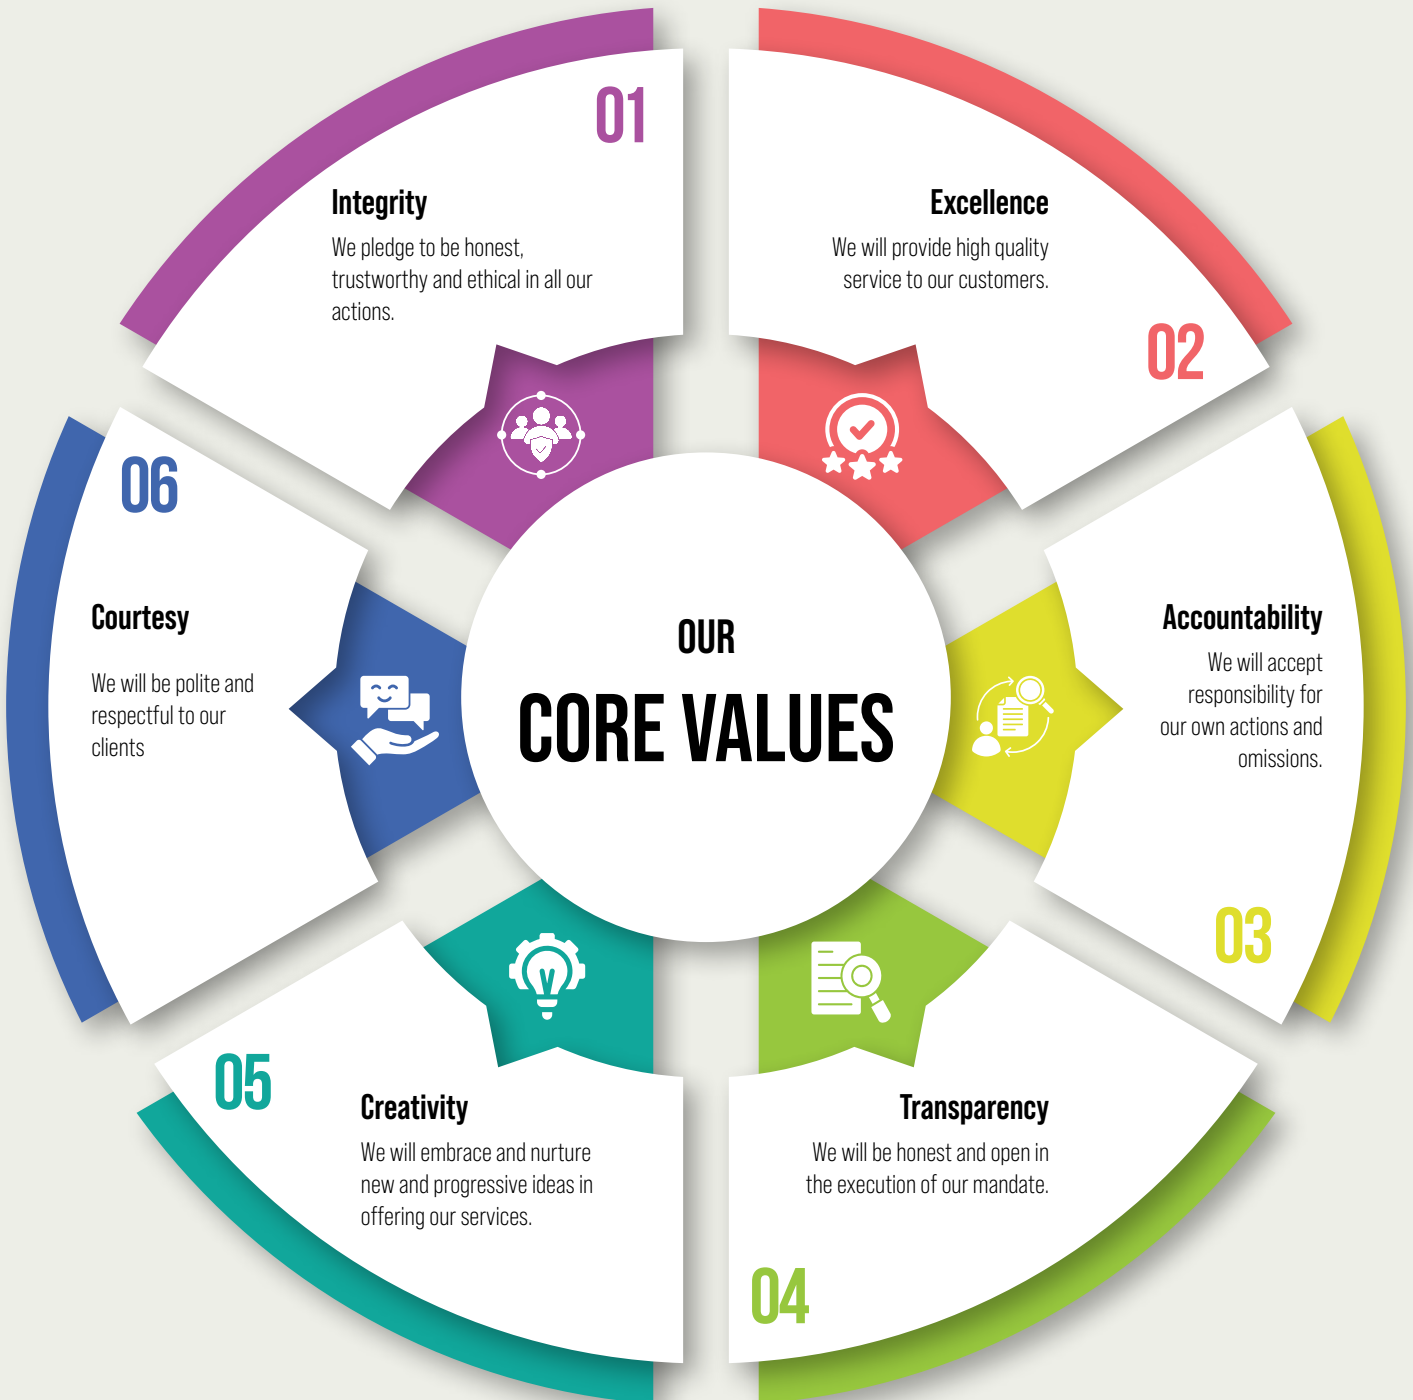 OUR
CORE VALUES
01
Integrity
We pledge to be honest,
trustworthy and ethical in all our
actions.
Excellence
We will provide high quality
service to our customers.
02
Accountability
We will accept
responsibility for
our own actions and
omissions.
03
Transparency
We will be honest and open in
the execution of our mandate.
04
05
Creativity
We will embrace and nurture
new and progressive ideas in
offering our services.
06
Courtesy
We will be polite and
respectful to our
clients